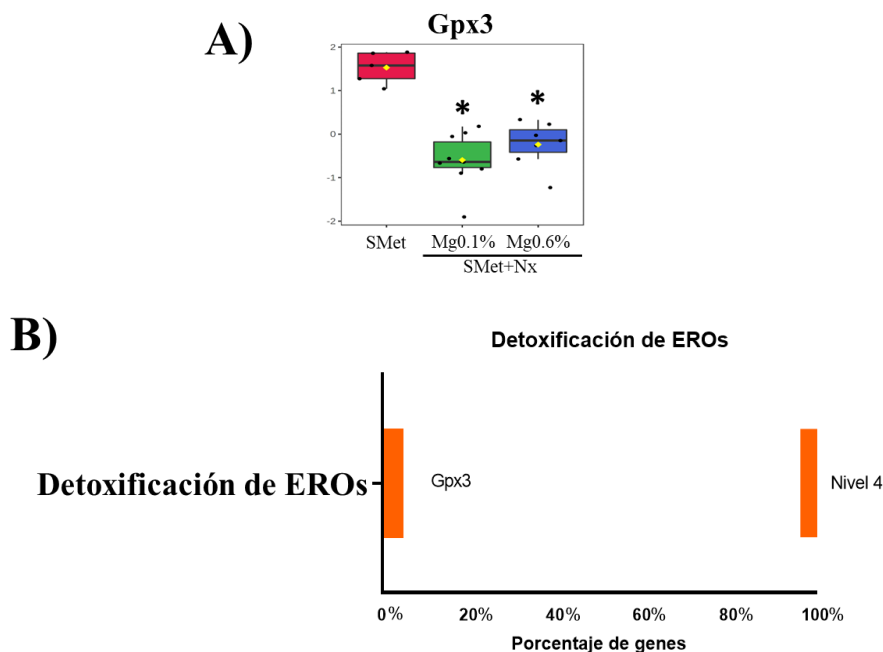 A)
Gpx3
2
1
0
-1
-2
*
*
SMet
Mg0.1% Mg0.6%
SMet+Nx
B)
Detoxificación de EROs
Detoxificación de EROs
Gpx3
Nivel 4
0% 20% 40% 60% 80% 100%
Porcentaje de genes